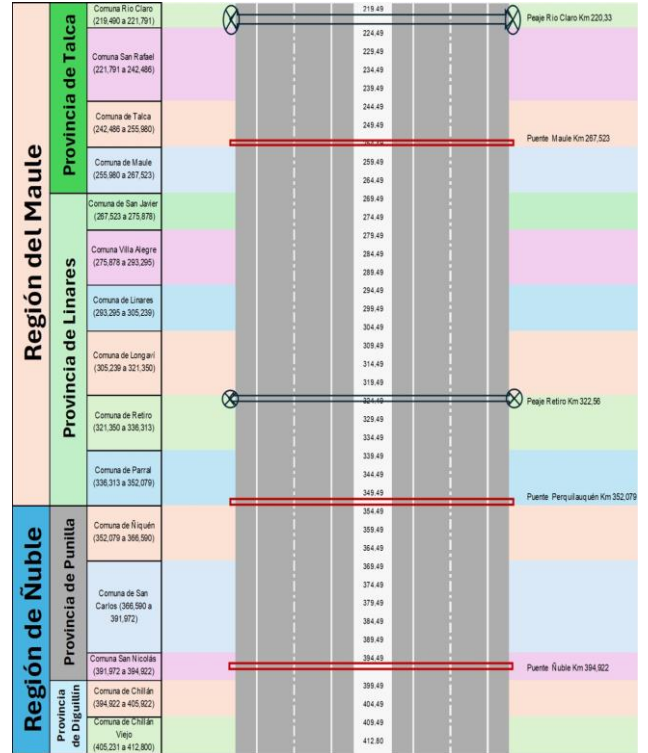 Región del Maule
Región de Ñuble
Provincia de Talca
Provincia de Linares
Provincia de Punilla
Provincia
de Diguillín
Comuna Rio Claro
(219,490 a 221,791)
Comuna San Rafael
(221,791 a 242,486)
Comuna de Talca
(242,486 a 255,980)
Comuna de Maule
(255,980 a 267,523)
Comuna de San Javier
(267,523 a 275,878)
Comuna Villa Alegre
(275,878 a 293,295)
Comuna de Linares
(293,295 a 305,239)
Comuna de Longaví
(305,239 a 321,350)
Comuna de Retiro
(321,350 a 336,313)
Comuna de Parral
(336,313 a 352,079)
Comuna de Ñiquén
(352,079 a 366,590)
Comuna de San
Carlos (366,590 a
391,972)
Comuna San Nicolás
(391,972 a 394,922)
Comuna de Chillán
(394,922 a 405,922)
Comuna de Chillán
Viejo
(405,231 a 412,800)
219.49
224.49
229.49
234.49
239.49
244.49
249.49
259.49
264.49
269.49
274.49
279.49
284.49
289.49
294.49
299.49
304.49
309.49
314.49
319.49
329.49
334.49
339.49
344.49
349.49
354.49
359.49
364.49
369.49
374.49
379.49
384.49
389.49
394.49
399.49
404.49
409.49
412.80
Peaje Rio Claro Km 220,33
Puente Maule Km 267,523
Peaje Retiro Km 322,56
Puente Perquilauquén Km 352,079
Puente Ñuble Km 394,922